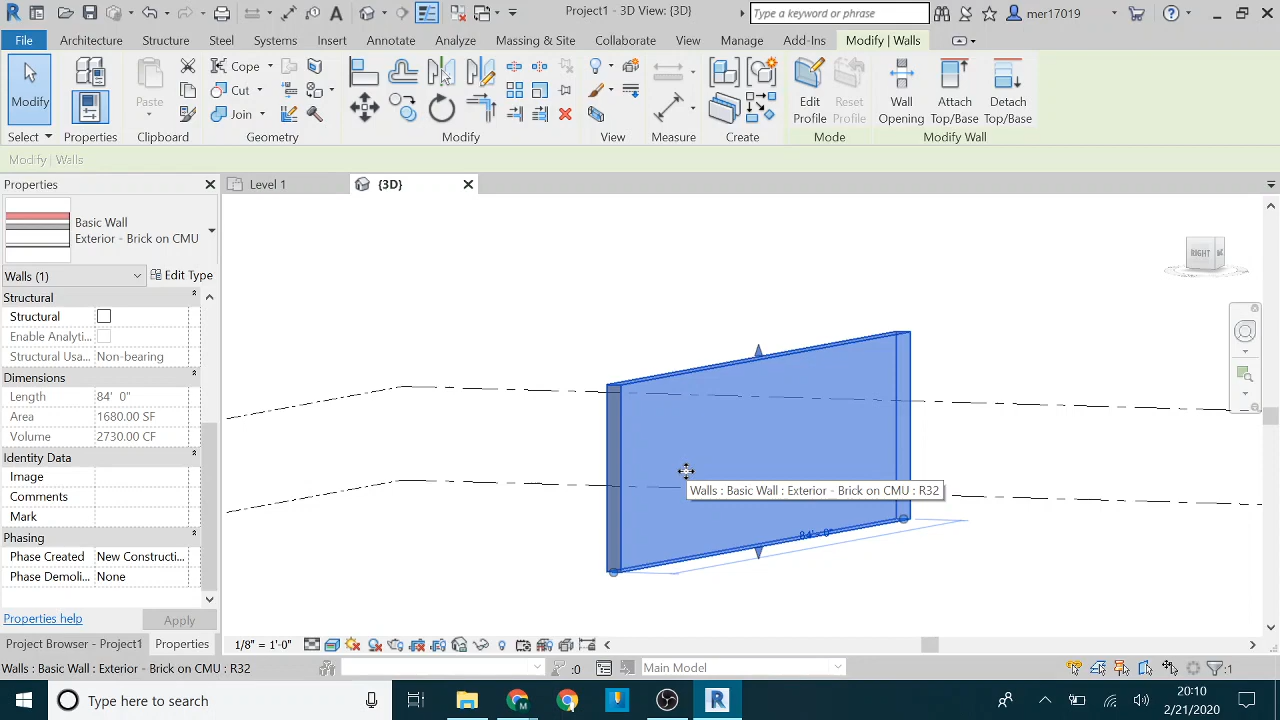 Project1 - 3D View: {3D}
Type a keyword or phrase
mer17019
File
Architecture
Structure
Steel
Systems
Insert
Annotate
Analyze
Massing & Site
Collaborate
View
Manage
Add-Ins
Modify | Walls
Modify
Paste
Cope
Cut
Join
Edit Profile
Reset Profile
Wall Opening
Attach Top/Base
Detach Top/Base
Select
Properties
Clipboard
Geometry
Modify
View
Measure
Create
Mode
Modify Wall
Modify | Walls
Properties
Level 1
{3D}
Basic Wall
Exterior - Brick on CMU
Walls (1)
Edit Type
Structural
Structural
Enable Analyti...
Structural Usa...
Non-bearing
Dimensions
Length
84' 0"
Area
1680.00 SF
Volume
2730.00 CF
Identity Data
Image
Comments
Mark
Phasing
Phase Created
New Constructi...
Phase Demoli...
None
Properties help
Apply
Project Browser - Project1
Properties
RIGHT
Walls : Basic Wall : Exterior - Brick on CMU : R32
84' - 0"
1/8" = 1'-0"
Walls : Basic Wall : Exterior - Brick on CMU : R32
:0
Main Model
:1
Type here to search
20:10
2/21/2020